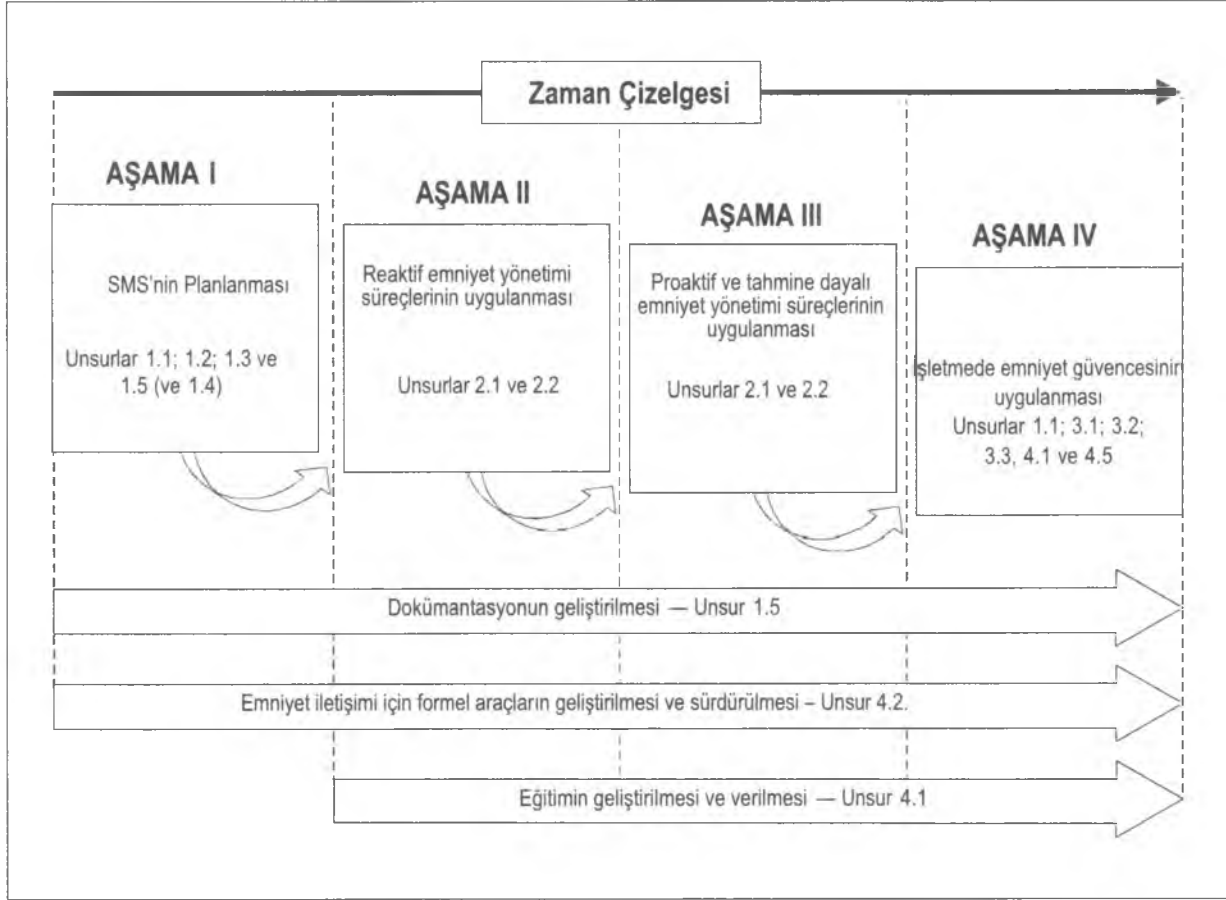 Zaman Çizelgesi
AŞAMA I
SMS'nin Planlanması
Unsurlar 1.1; 1.2; 1.3 ve
1.5 (ve 1.4)
AŞAMA II
Reaktif emniyet yönetimi
süreçlerinin uygulanması
Unsurlar 2.1 ve 2.2
AŞAMA III
Proaktif ve tahmine dayalı
emniyet yönetimi süreçlerinin
uygulanması
Unsurlar 2.1 ve 2.2
AŞAMA IV
İşletmede emniyet güvencesinin
uygulanması
Unsurlar 1.1; 3.1; 3.2;
3.3, 4.1 ve 4.5
Dokümantasyonun geliştirilmesi — Unsur 1.5
Emniyet iletişimi için formel araçların geliştirilmesi ve sürdürülmesi – Unsur 4.2.
Eğitimin geliştirilmesi ve verilmesi — Unsur 4.1